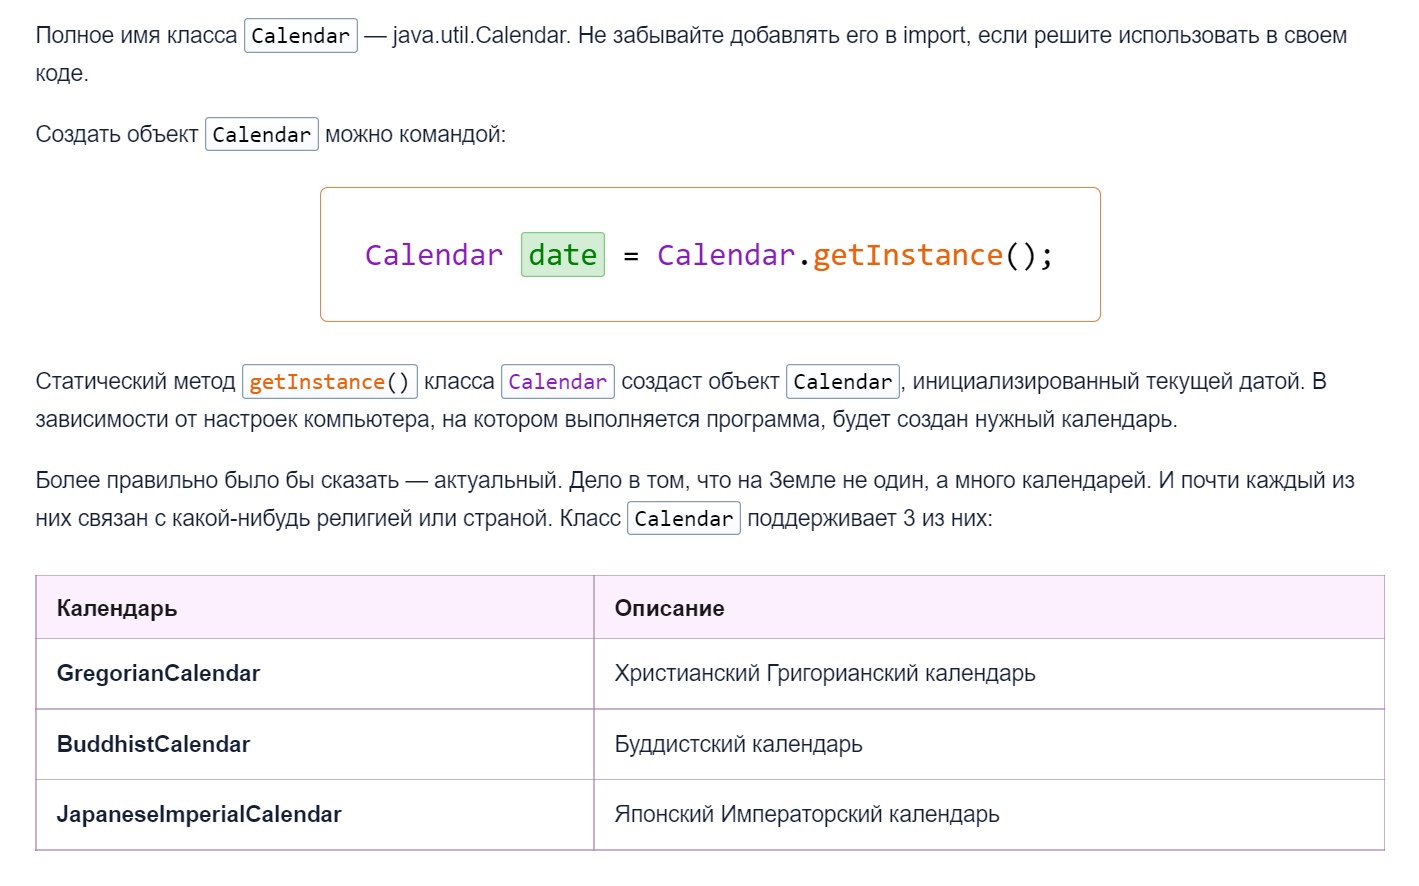 Полное имя класса Calendar — java.util.Calendar. Не забывайте добавлять его в import, если решите использовать в своем
коде.
Создать объект Calendar можно командой:
Calendar date = Calendar.getInstance();
Статический метод getInstance() класса Calendar создаст объект Calendar, инициализированный текущей датой. В
зависимости от настроек компьютера, на котором выполняется программа, будет создан нужный календарь.
Более правильно было бы сказать — актуальный. Дело в том, что на Земле не один, а много календарей. И почти каждый из
них связан с какой-нибудь религией или страной. Класс Calendar поддерживает 3 из них:
Календарь Описание
GregorianCalendar Христианский Григорианский календарь
BuddhistCalendar Буддистский календарь
JapaneseImperialCalendar Японский Императорский календарь